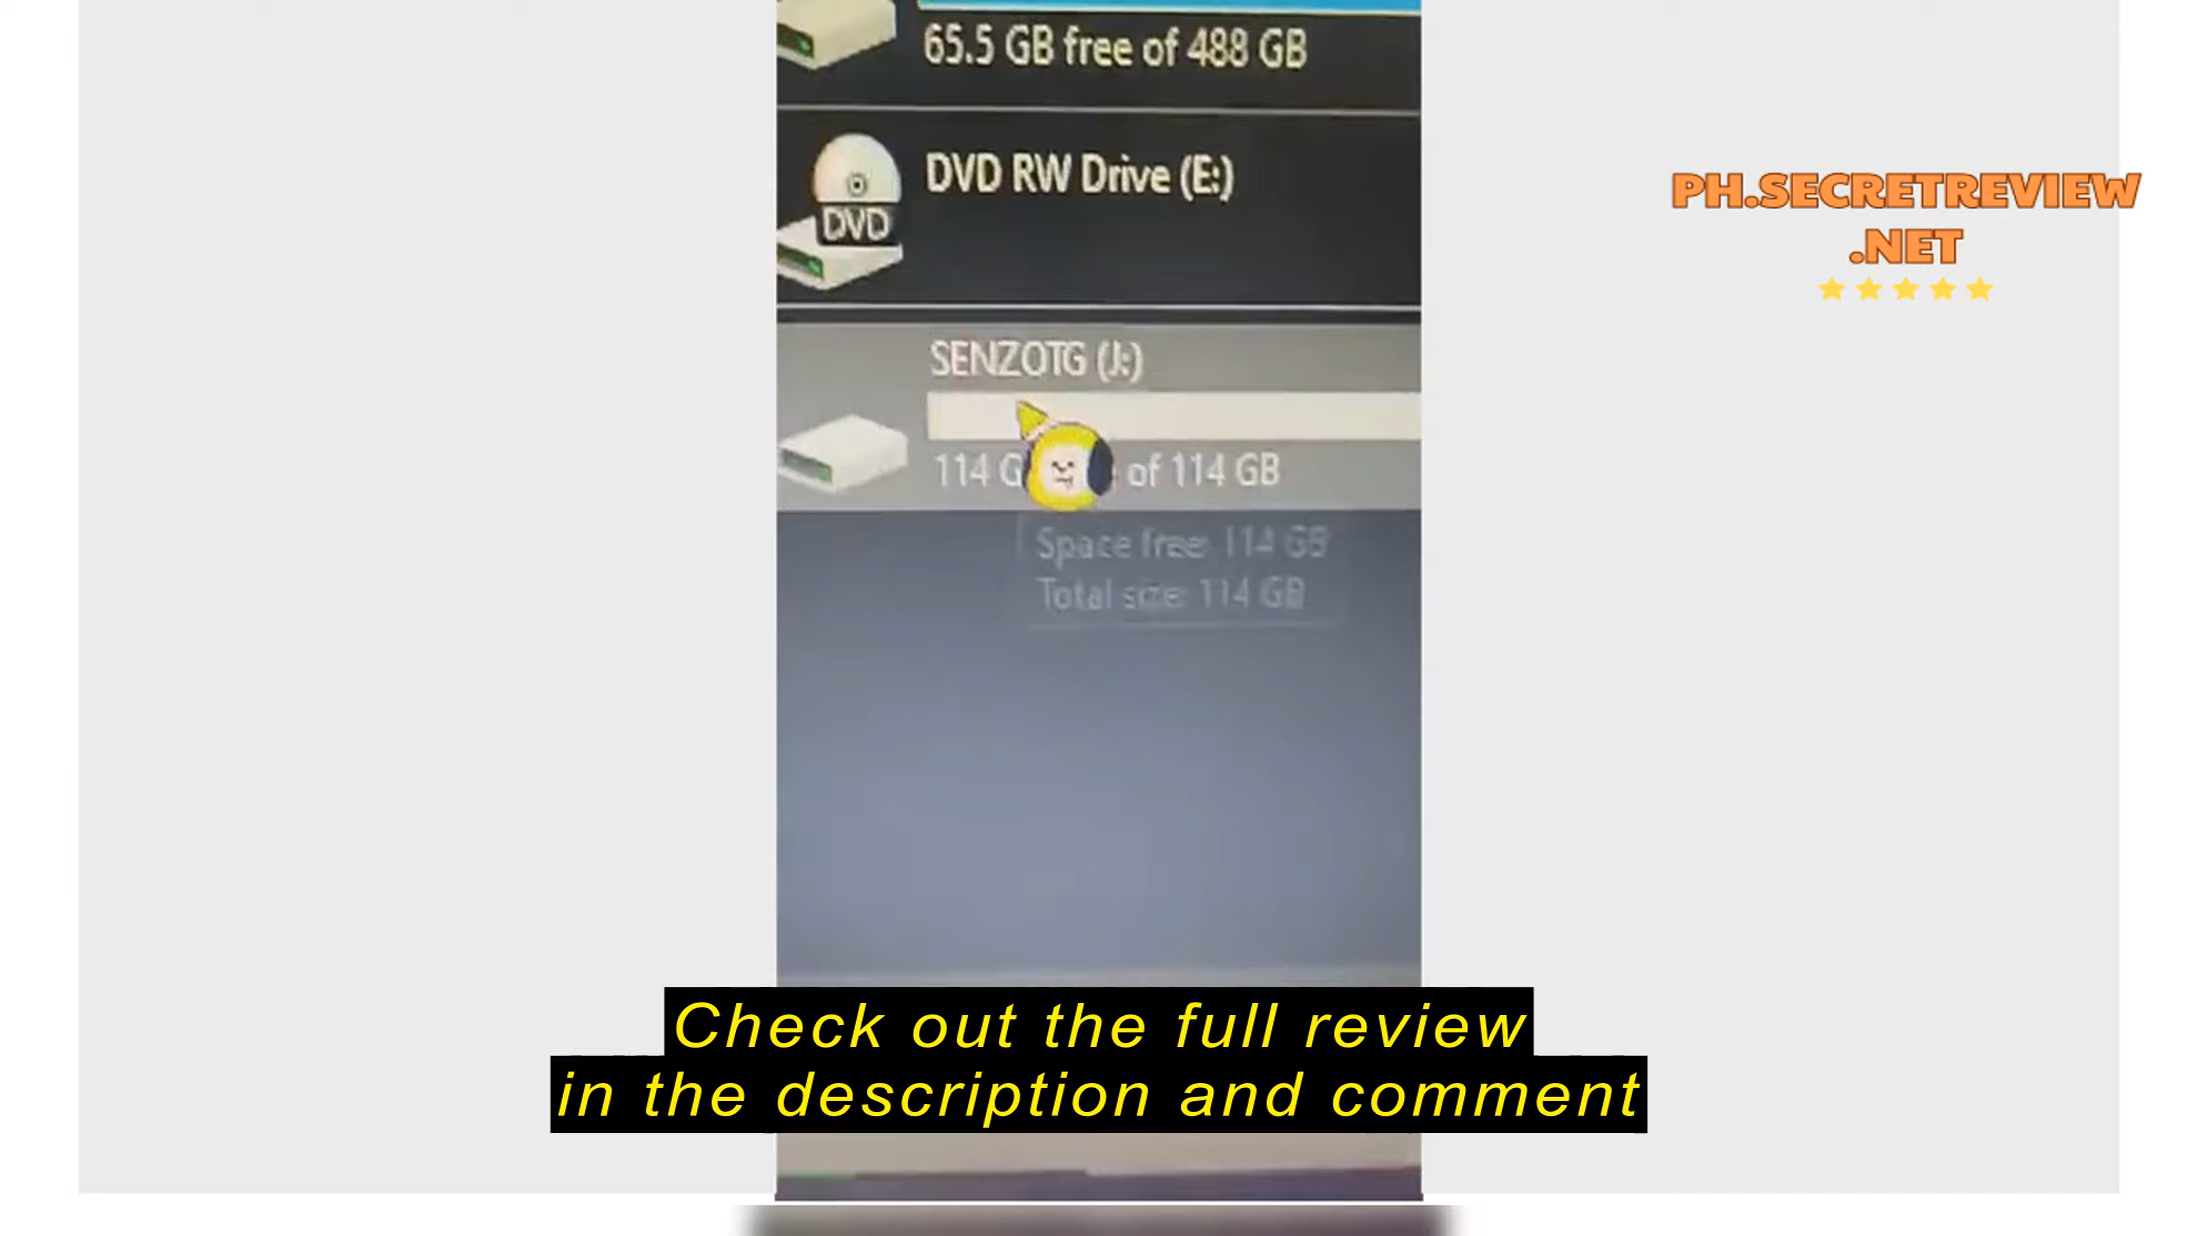 65.5 GB free of 488 GB
DVD RW Drive (E:)
DVD
PH.SECRETREVIEW
.NET
SENZOTG (J:)
114 G of 114 GB
Space free: 114 GB
Total size: 114 GB
Check out the full review
in the description and comment